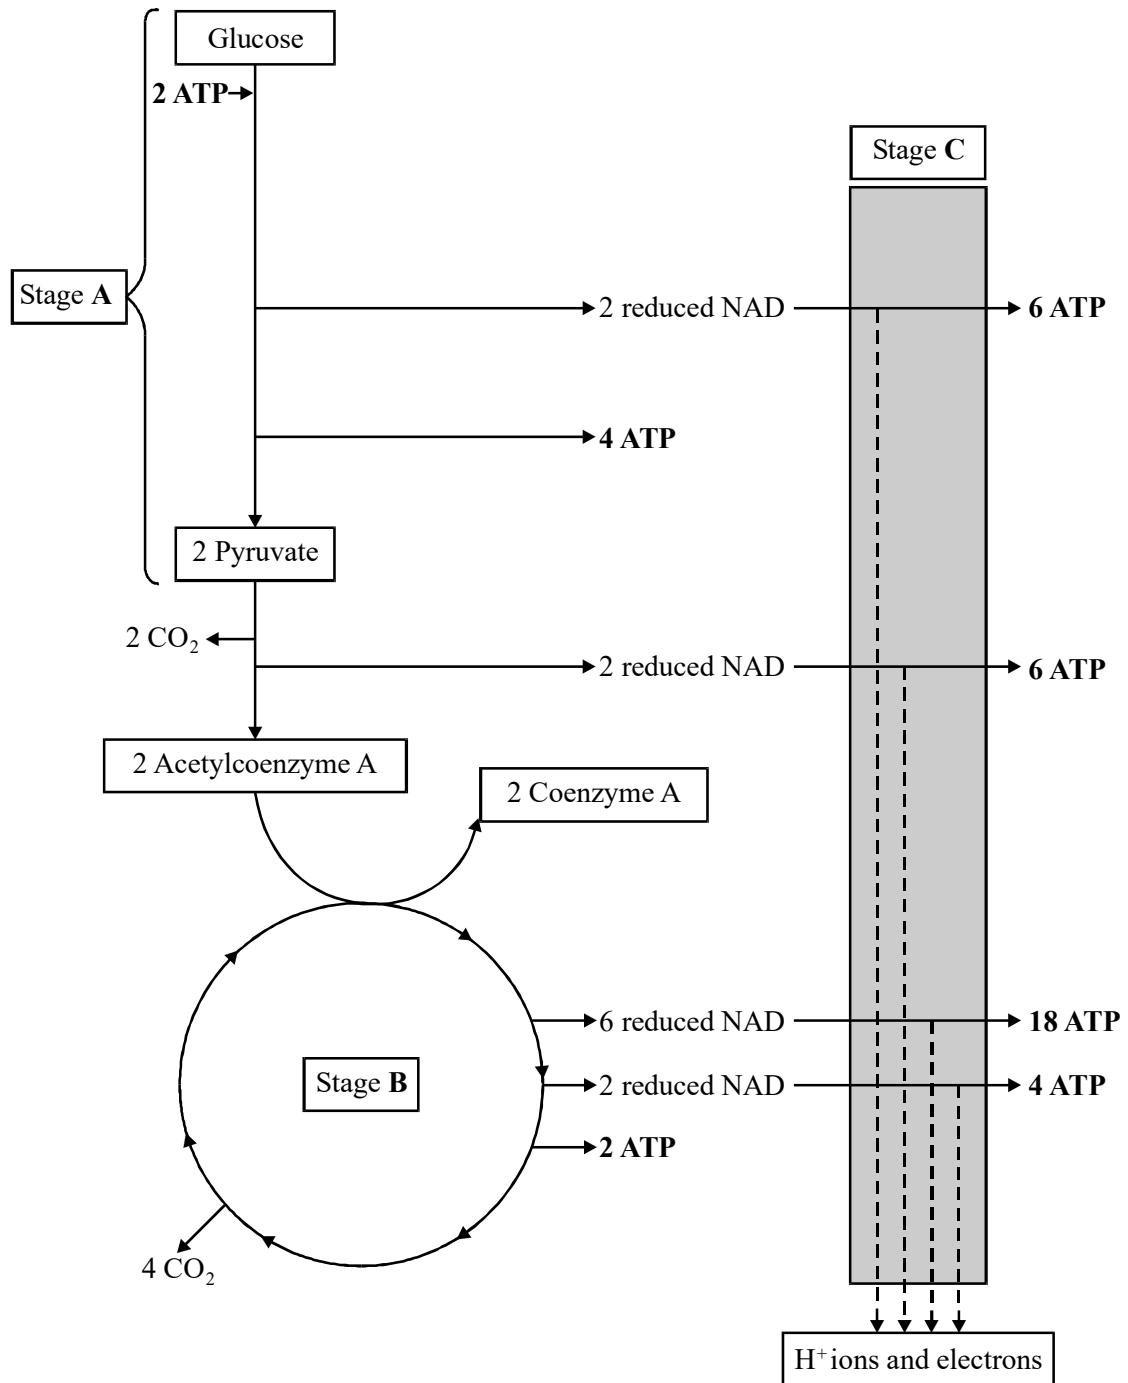 Glucose
2 ATP
Stage C
Stage A
2 reduced NAD
6 ATP
4 ATP
2 Pyruvate
2 CO₂
2 reduced NAD
6 ATP
2 Acetylcoenzyme A
2 Coenzyme A
6 reduced NAD
18 ATP
Stage B
2 reduced NAD
4 ATP
2 ATP
4 CO₂
H⁺ions and electrons